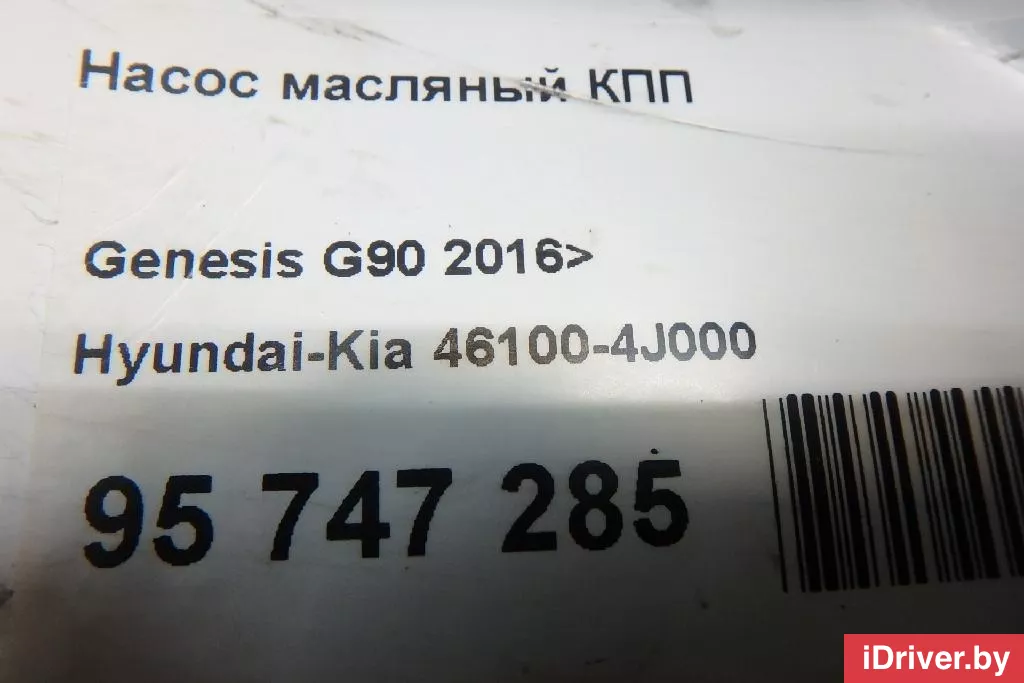 Насос масляный КПП
Genesis G90 2016>
Hyundai-Kia 46100-4J000
95 747 285
iDriver.by